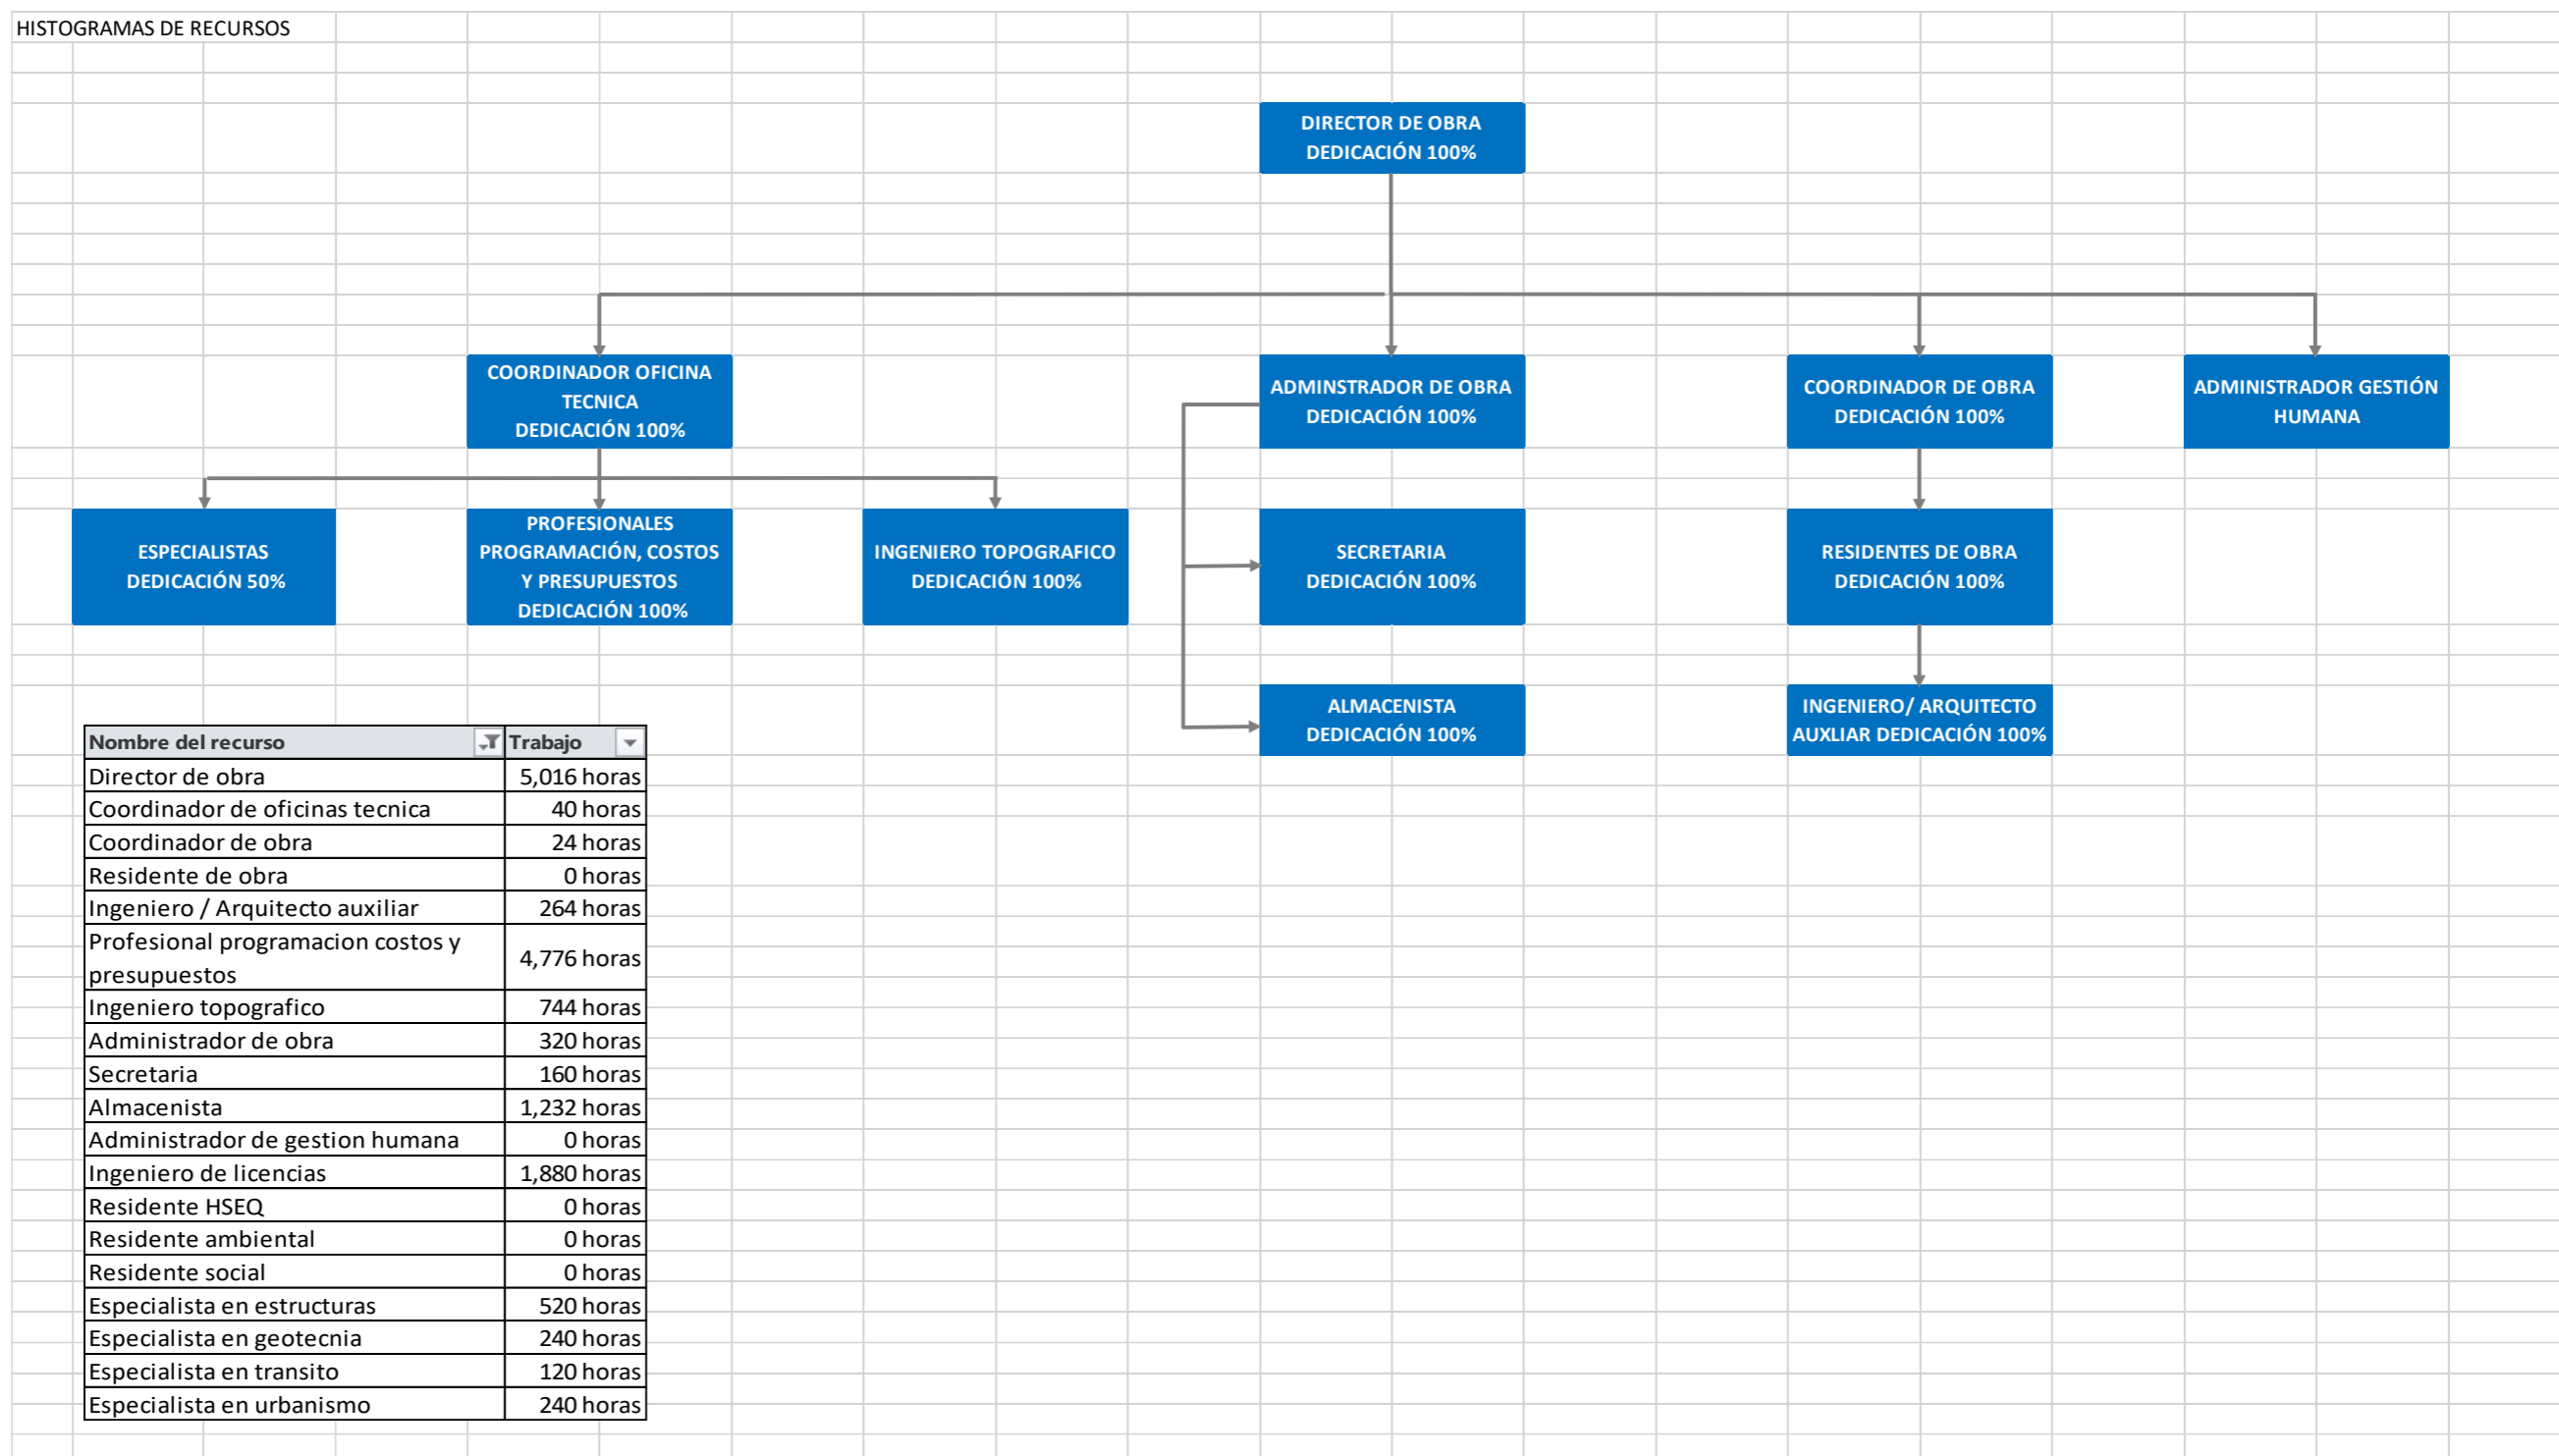 HISTOGRAMAS DE RECURSOS
DIRECTOR DE OBRA
DEDICACIÓN 100%
COORDINADOR OFICINA
TECNICA
DEDICACIÓN 100%
ADMINSTRADOR DE OBRA
DEDICACIÓN 100%
COORDINADOR DE OBRA
DEDICACIÓN 100%
ADMINISTRADOR GESTIÓN
HUMANA
ESPECIALISTAS
DEDICACIÓN 50%
PROFESIONALES
PROGRAMACIÓN, COSTOS
Y PRESUPUESTOS
DEDICACIÓN 100%
INGENIERO TOPOGRAFICO
DEDICACIÓN 100%
SECRETARIA
DEDICACIÓN 100%
RESIDENTES DE OBRA
DEDICACIÓN 100%
ALMACENISTA
DEDICACIÓN 100%
INGENIERO/ ARQUITECTO
AUXLIAR DEDICACIÓN 100%
Nombre del recurso Trabajo
Director de obra 5,016 horas
Coordinador de oficinas tecnica 40 horas
Coordinador de obra 24 horas
Residente de obra 0 horas
Ingeniero / Arquitecto auxiliar 264 horas
Profesional programacion costos y
presupuestos 4,776 horas
Ingeniero topografico 744 horas
Administrador de obra 320 horas
Secretaria 160 horas
Almacenista 1,232 horas
Administrador de gestion humana 0 horas
Ingeniero de licencias 1,880 horas
Residente HSEQ 0 horas
Residente ambiental 0 horas
Residente social 0 horas
Especialista en estructuras 520 horas
Especialista en geotecnia 240 horas
Especialista en transito 120 horas
Especialista en urbanismo 240 horas